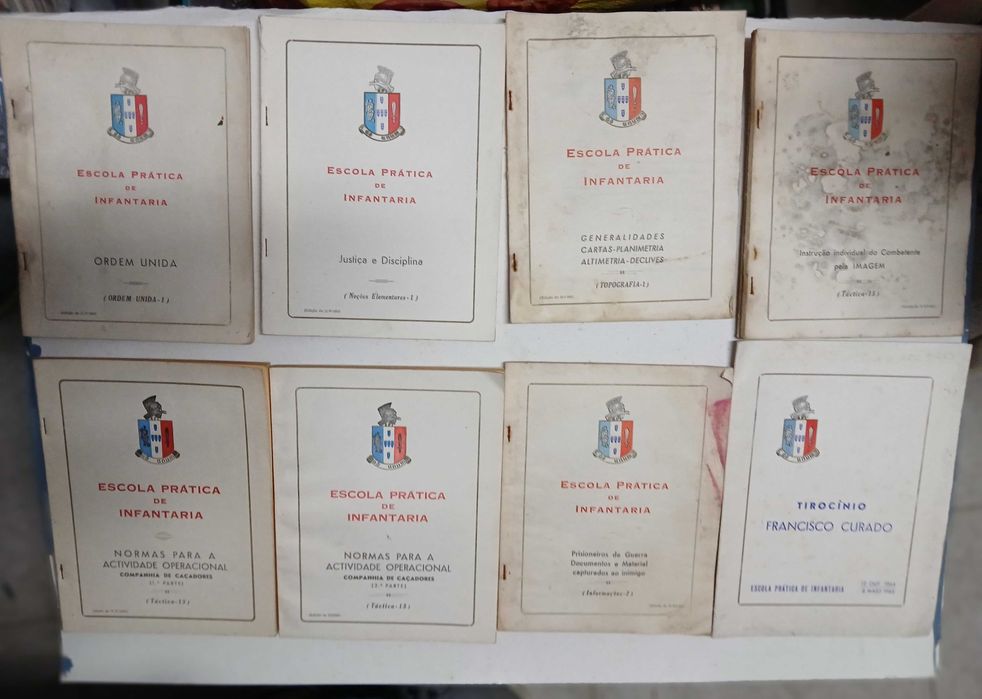 ESCOLA PRÁTICA
DE
INFANTARIA
ORDEM UNIDA
(ORDEM UNIDA-1)
ESCOLA PRÁTICA
DE
INFANTARIA
Justiça e Disciplina
(Noções Elementares-1)
ESCOLA PRÁTICA
DE
INFANTARIA
GENERALIDADES
CARTAS-PLANIMETRIA
ALTIMETRIA-DECLIVES
(TOPOGRAFIA-1)
ESCOLA PRÁTICA
DE
INFANTARIA
Instrução individual do Combatente
pela IMAGEM
ESCOLA PRÁTICA
DE
INFANTARIA
NORMAS PARA A
ACTIVIDADE OPERACIONAL
COMPANHIA DE CAÇADORES
ESCOLA PRÁTICA
DE
INFANTARIA
NORMAS PARA A
ACTIVIDADE OPERACIONAL
COMPANHIA DE CAÇADORES
ESCOLA PRÁTICA
DE
INFANTARIA
Prisioneiros de Guerra
Documentos e Material
capturados ao inimigo
(Informações-2)
TIROCÍNIO
FRANCISCO CURADO
ESCOLA PRÁTICA DE INFANTARIA